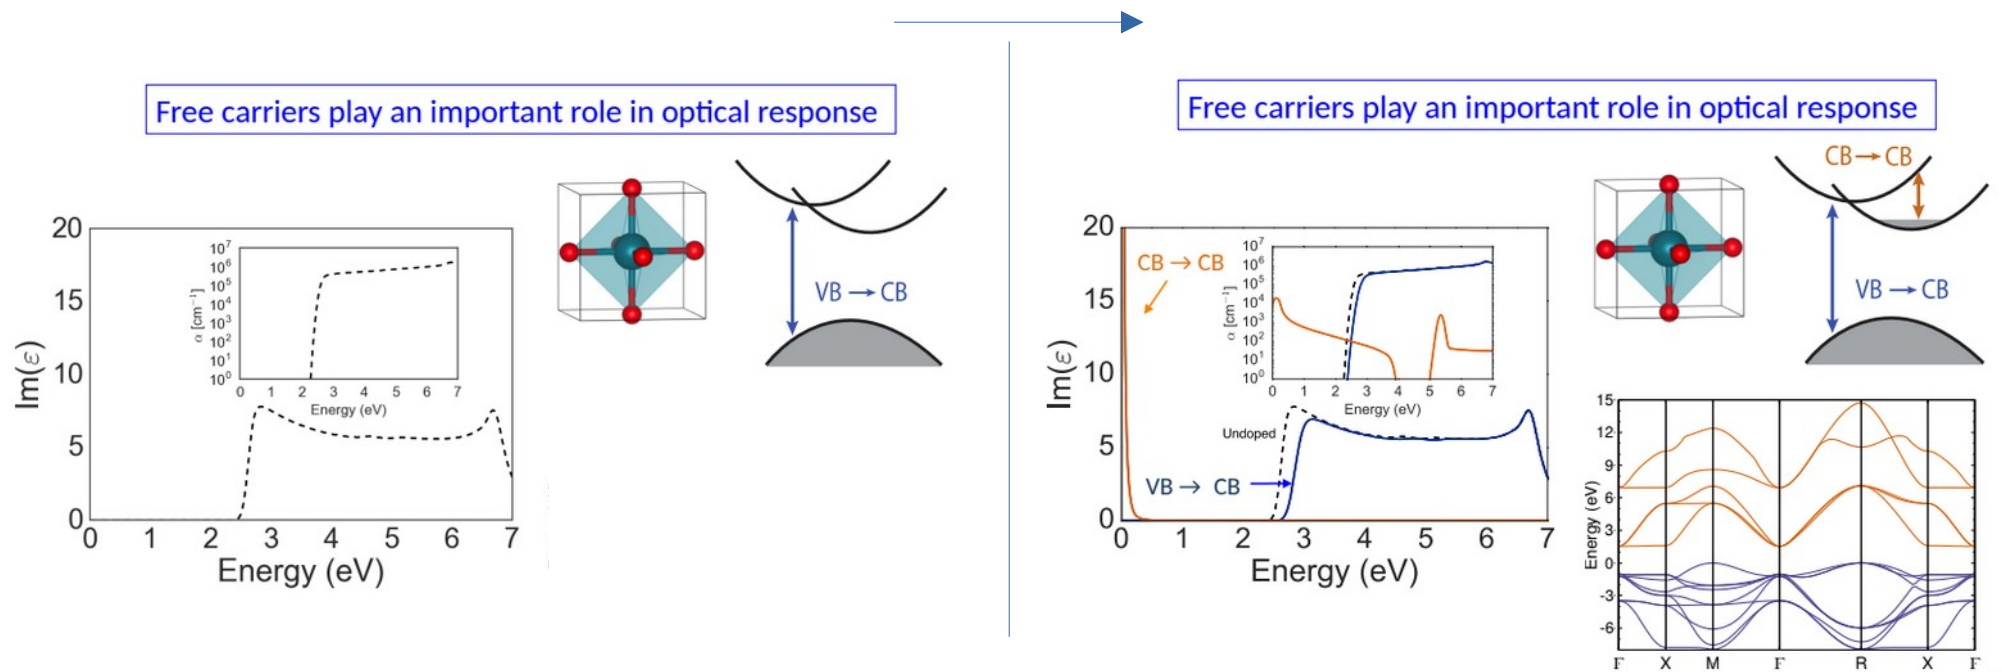 Free carriers play an important role in optical response
VB → CB
20
15
10
5
0
Im(ε)
0 1 2 3 4 5 6 7
Energy (eV)
10⁷
10⁶
10⁵
10⁴
10³
10²
10¹
10⁰
α [cm⁻¹]
0 1 2 3 4 5 6 7
Energy (eV)
Free carriers play an important role in optical response
CB → CB
VB → CB
20
15
10
5
0
Im(ε)
CB → CB
Undoped
VB → CB
0 1 2 3 4 5 6 7
Energy (eV)
10⁷
10⁶
10⁵
10⁴
10³
10²
10¹
10⁰
α [cm⁻¹]
0 1 2 3 4 5 6 7
Energy (eV)
15
12
9
6
3
0
-3
-6
Energy (eV)
Γ X M Γ R X Γ